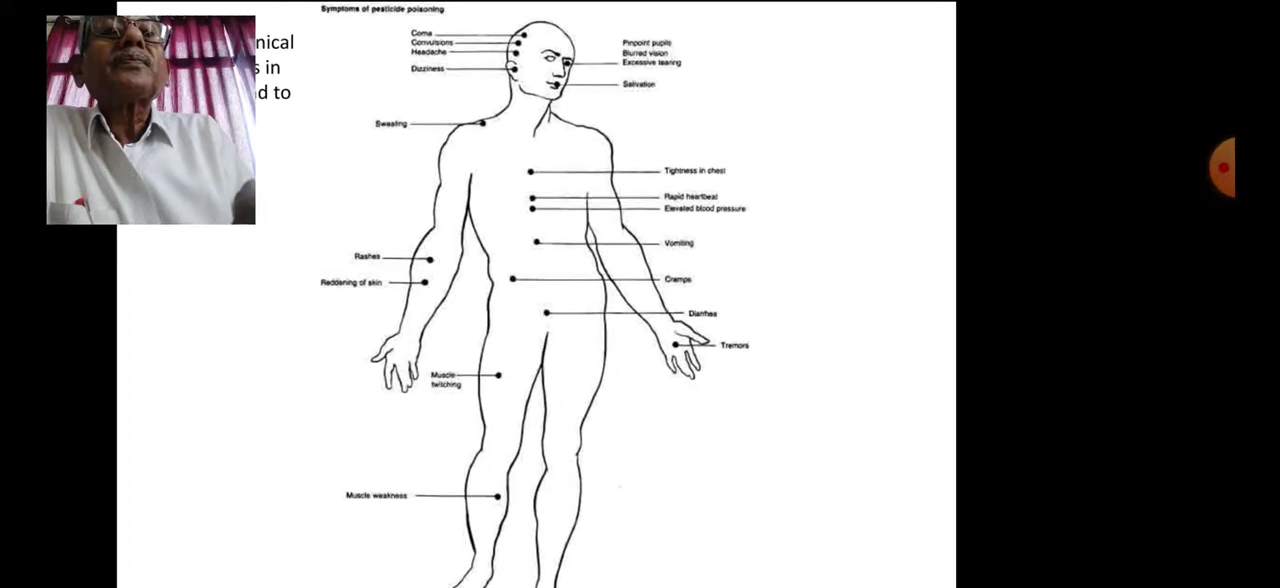 Symptoms of pesticide poisoning
s in
to
Coma
Convulsions
Headache
Dizziness
Pinpoint pupils
Blurred vision
Excessive tearing
Salivation
Sweating
Tightness in chest
Rapid heartbeat
Elevated blood pressure
Vomiting
Rashes
Cramps
Reddening of skin
Diarrhea
Tremors
Muscle
twitching
Muscle weakness